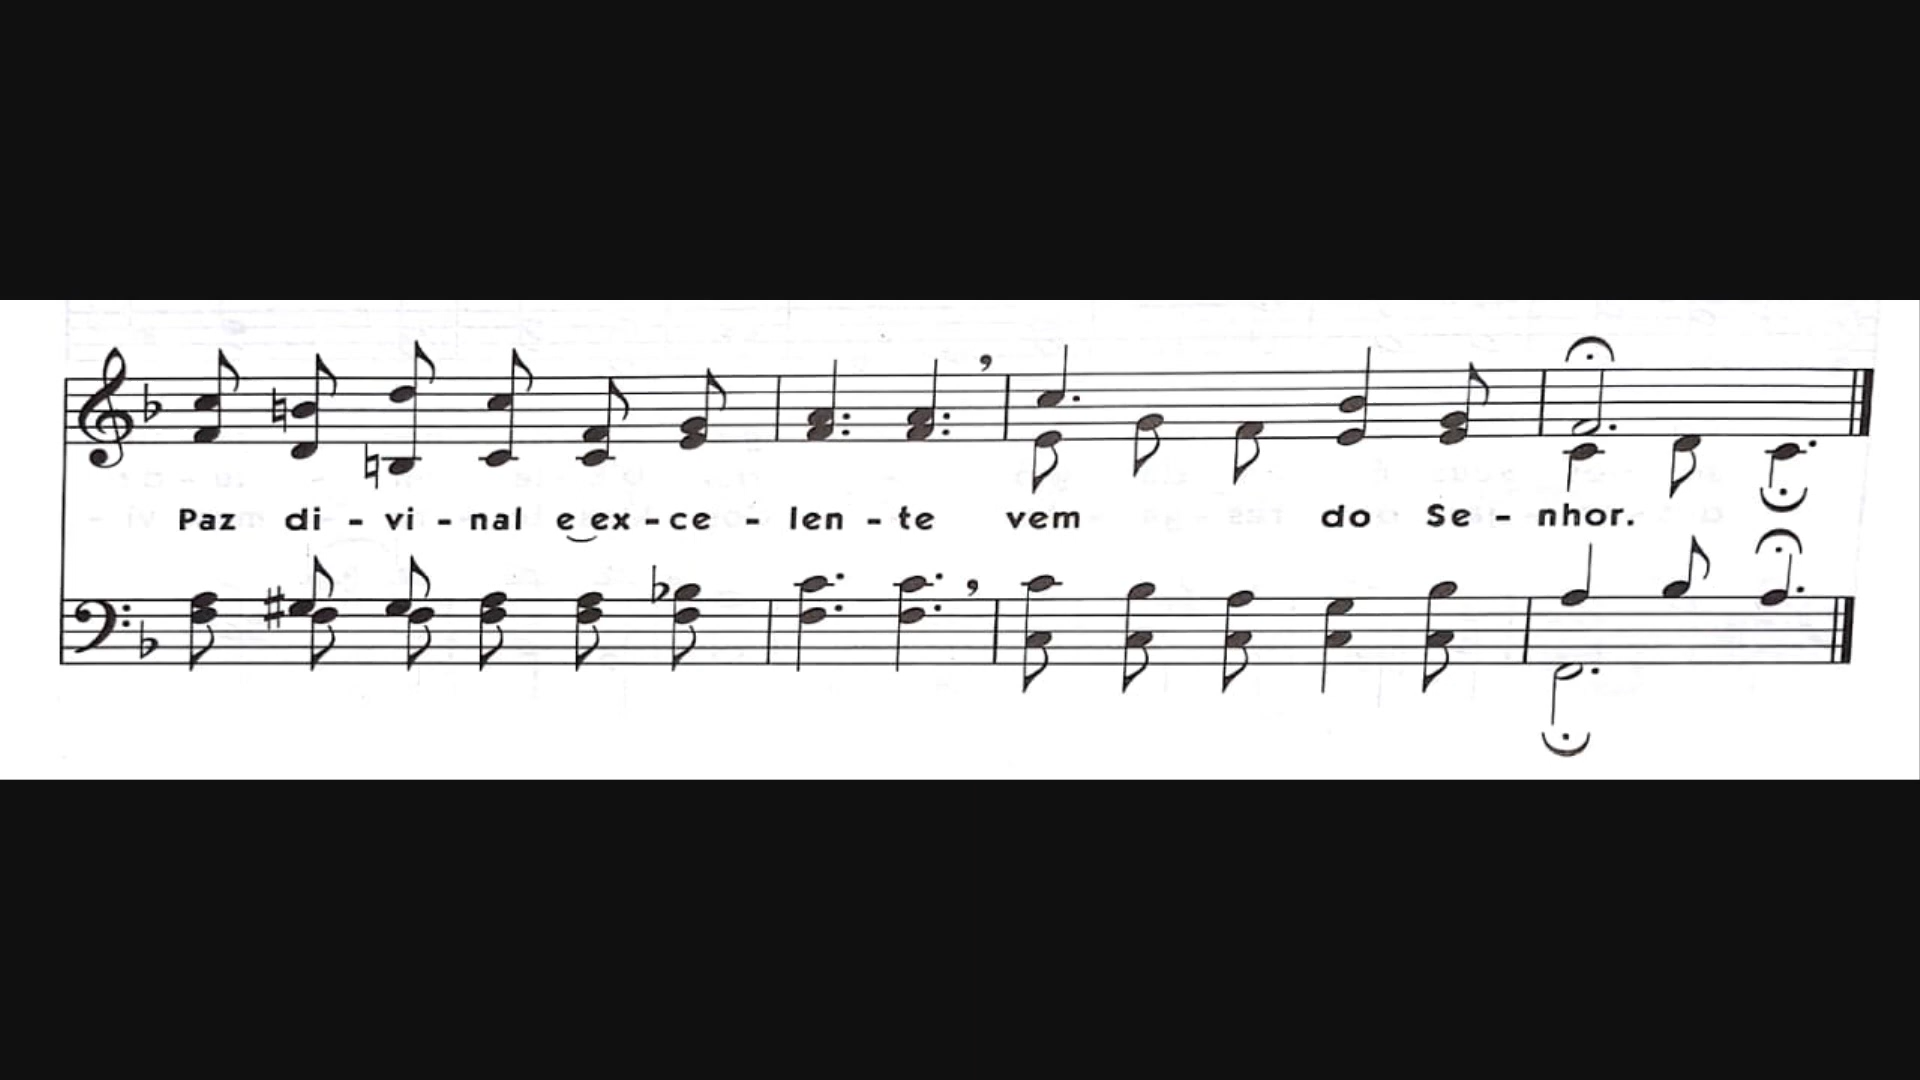 Paz di - vi - nal e ex - ce - len - te vem do Se - nhor.